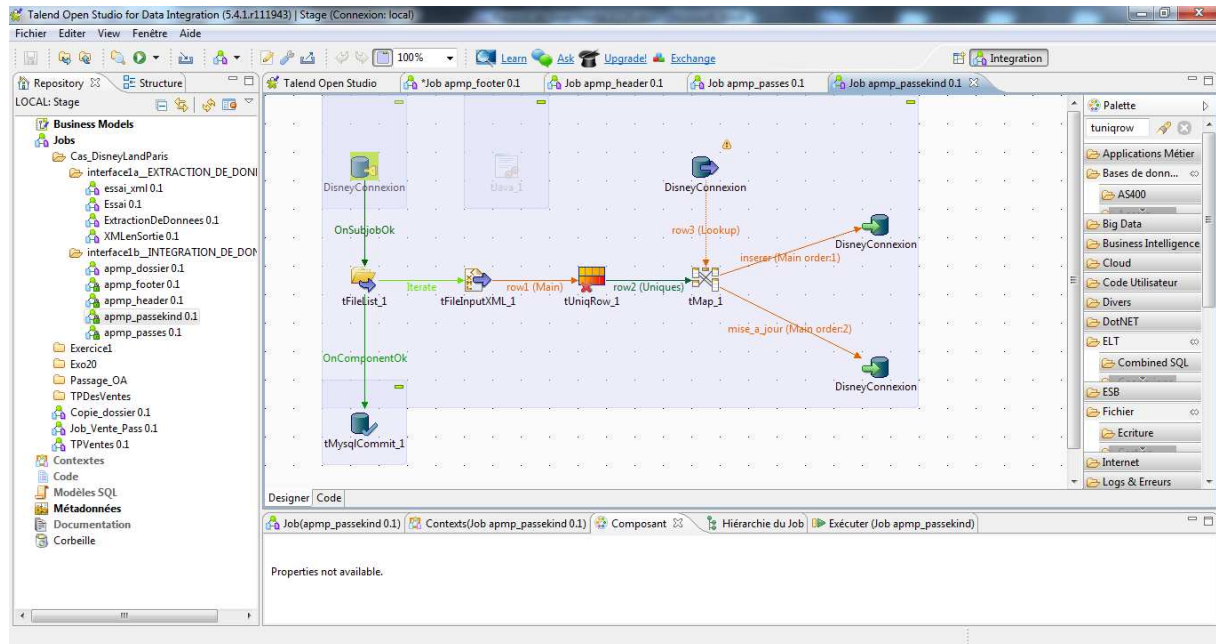 Talend Open Studio for Data Integration (5.4.1.r111943) | Stage (Connexion: local)
Fichier Editer View Fenêtre Aide
100% Learn Ask Upgrade! Exchange Integration
Repository Structure
LOCAL: Stage
Business Models
Jobs
Cas_DisneyLandParis
interface1a__EXTRACTION_DE_DONI
essai_xml 0.1
Essai 0.1
ExtractionDeDonnees 0.1
XMLenSortie 0.1
interface1b__INTEGRATION_DE_DON
apmp_dossier 0.1
apmp_footer 0.1
apmp_header 0.1
apmp_passekind 0.1
apmp_passes 0.1
Exercice1
Exo20
Passage_OA
TPDesVentes
Copie_dossier 0.1
Job_Vente_Pass 0.1
TPVentes 0.1
Contextes
Code
Modèles SQL
Métadonnées
Documentation
Corbeille
Talend Open Studio *Job apmp_footer 0.1 Job apmp_header 0.1 Job apmp_passes 0.1 Job apmp_passekind 0.1
DisneyConnexion tJava_1 DisneyConnexion
OnSubjobOk row3 (Lookup)
DisneyConnexion
inserer (Main order:1)
Iterate row1 (Main) row2 (Uniques)
tFileList_1 tFileInputXML_1 tUniqRow_1 tMap_1
mise_a_jour (Main order:2)
OnComponentOk
DisneyConnexion
tMysqlCommit_1
Designer Code
Palette
tuniqrow
Applications Métier
Bases de donn...
AS400
Big Data
Business Intelligence
Cloud
Code Utilisateur
Divers
DotNET
ELT
Combined SQL
ESB
Fichier
Ecriture
Internet
Logs & Erreurs
Job(apmp_passekind 0.1) Contexts(Job apmp_passekind 0.1) Composant Hiérarchie du Job Exécuter (Job apmp_passekind)
Properties not available.